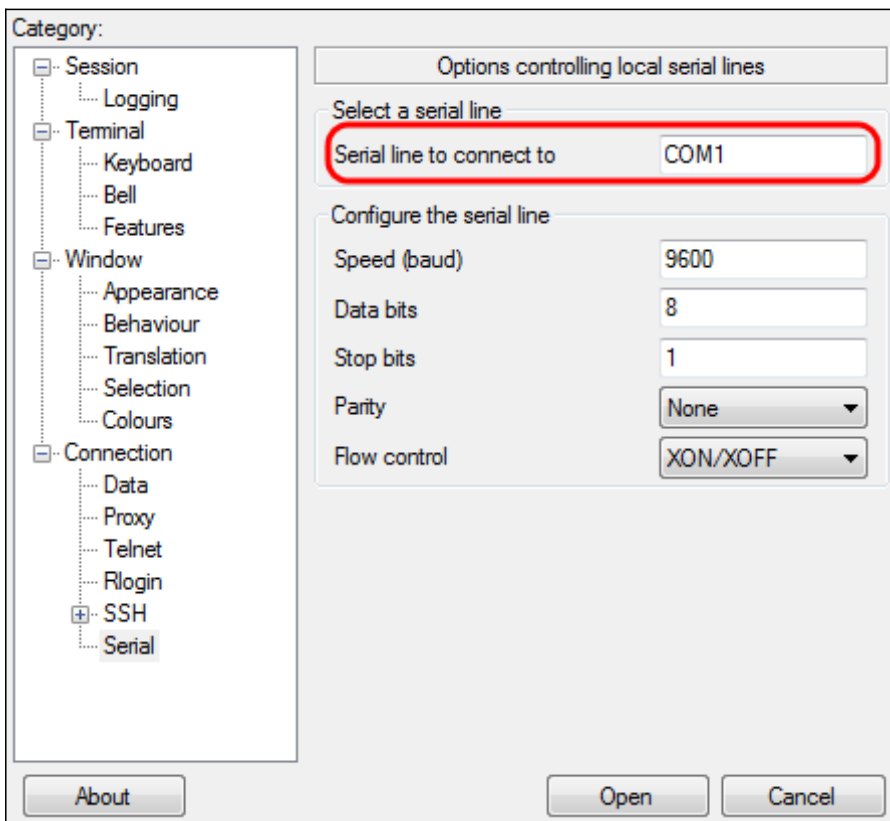 Category:
Session
Logging
Terminal
Keyboard
Bell
Features
Window
Appearance
Behaviour
Translation
Selection
Colours
Connection
Data
Proxy
Telnet
Rlogin
SSH
Serial
Options controlling local serial lines
Select a serial line
Serial line to connect to COM1
Configure the serial line
Speed (baud) 9600
Data bits 8
Stop bits 1
Parity None
Flow control XON/XOFF
About Open Cancel